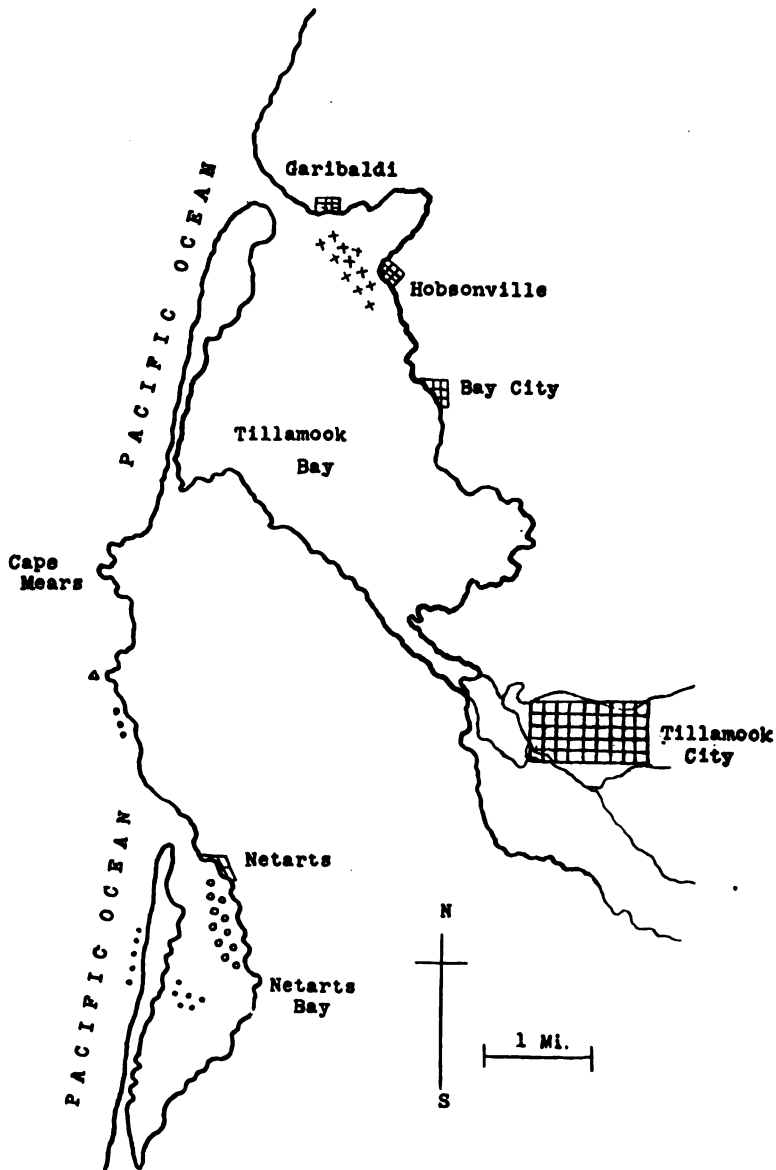 Garibaldi
PACIFIC OCEAN
Hobsonville
Bay City
Tillamook
Bay
Cape
Mears
Tillamook
City
PACIFIC OCEAN
Netarts
N
Netarts
Bay
1 Mi.
S